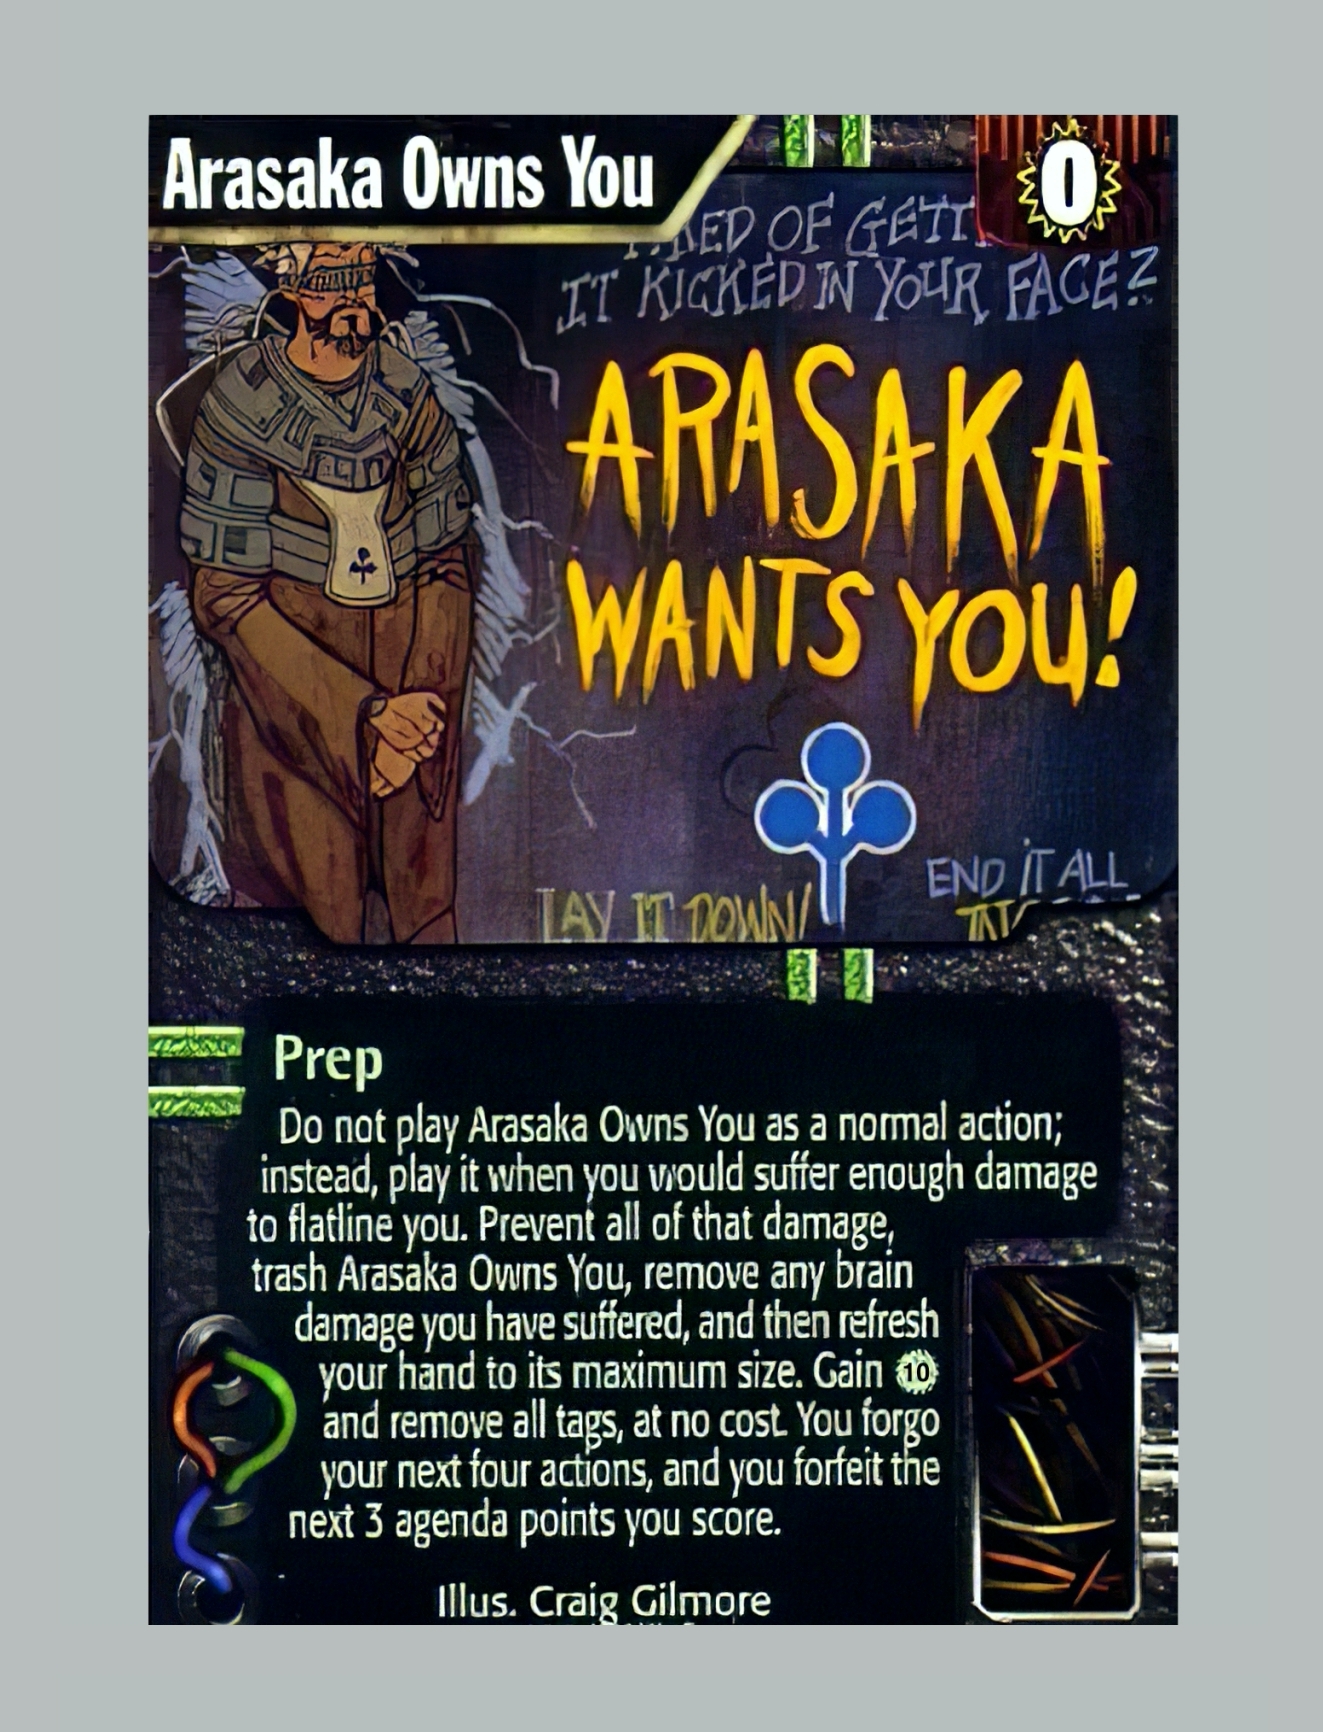 Arasaka Owns You
0
OF GETT
IT KICKED IN YOUR FACE?
ARASAKA
WANTS YOU!
END IT ALL
LAY IT DOWN!
Prep
Do not play Arasaka Owns You as a normal action;
instead, play it when you would suffer enough damage
to flatline you. Prevent all of that damage,
trash Arasaka Owns You, remove any brain
damage you have suffered, and then refresh
your hand to its maximum size. Gain 10
and remove all tags, at no cost. You forgo
your next four actions, and you forfeit the
next 3 agenda points you score.
Illus. Craig Gilmore